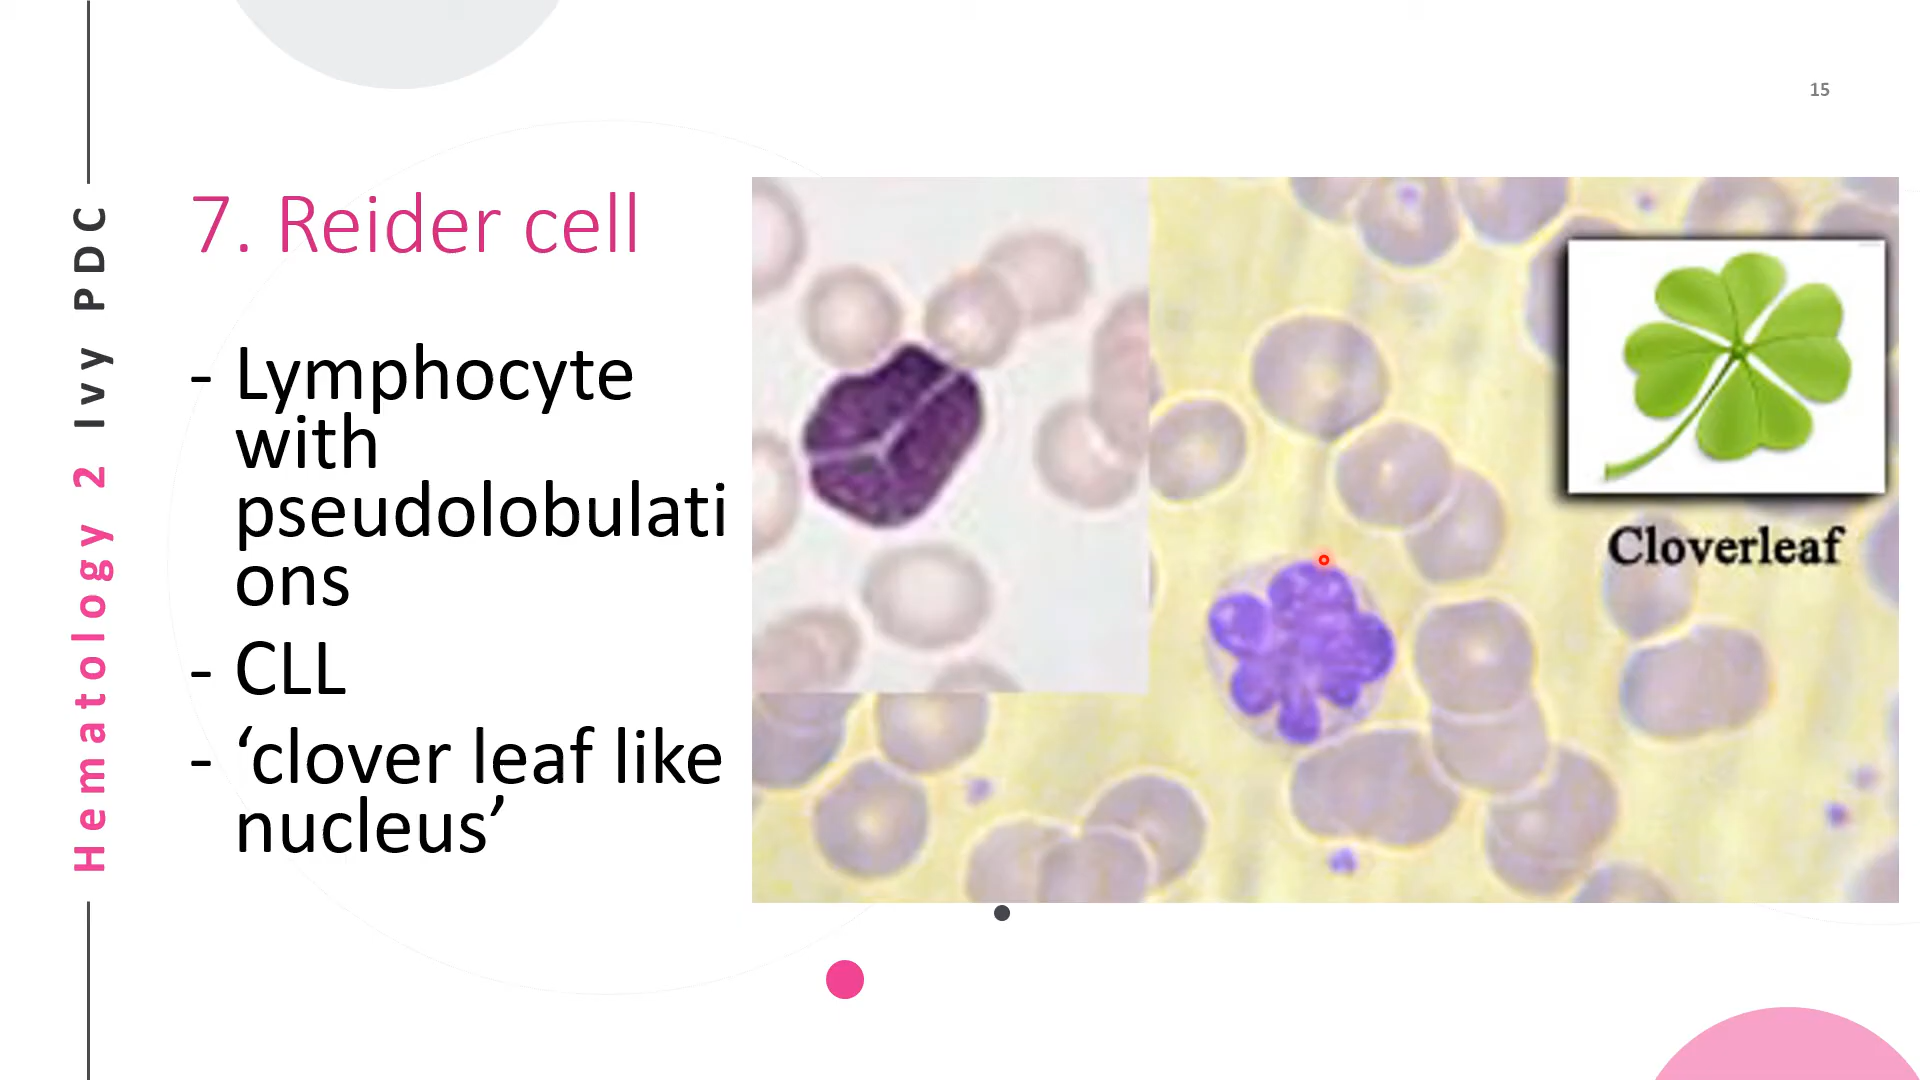 15
Hematology 2 Ivy PDC
7. Reider cell
- Lymphocyte
with
pseudolobulati
ons
- CLL
- ‘clover leaf like
nucleus’
Cloverleaf